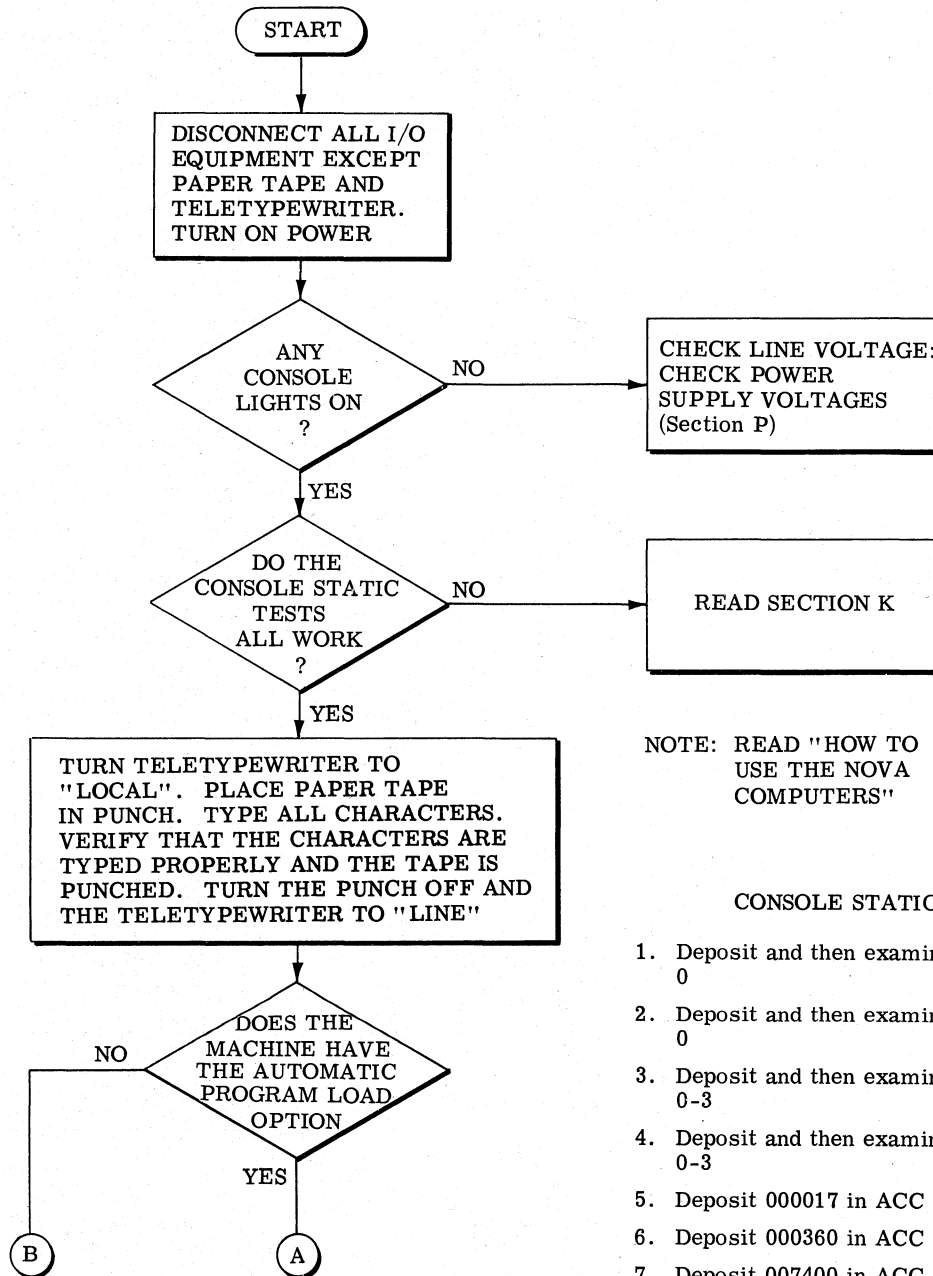 START
DISCONNECT ALL I/O
EQUIPMENT EXCEPT
PAPER TAPE AND
TELETYPEWRITER.
TURN ON POWER
ANY
CONSOLE
LIGHTS ON
?
NO
CHECK LINE VOLTAGE:
CHECK POWER
SUPPLY VOLTAGES
(Section P)
YES
DO THE
CONSOLE STATIC
TESTS
ALL WORK
?
NO
READ SECTION K
YES
TURN TELETYPEWRITER TO
"LOCAL". PLACE PAPER TAPE
IN PUNCH. TYPE ALL CHARACTERS.
VERIFY THAT THE CHARACTERS ARE
TYPED PROPERLY AND THE TAPE IS
PUNCHED. TURN THE PUNCH OFF AND
THE TELETYPEWRITER TO "LINE"
DOES THE
MACHINE HAVE
THE AUTOMATIC
PROGRAM LOAD
OPTION
NO
YES
B
A
NOTE: READ "HOW TO
USE THE NOVA
COMPUTERS"
CONSOLE STATIC
1. Deposit and then
0
2. Deposit and then
0
3. Deposit and then
0-3
4. Deposit and then
0-3
5. Deposit 000017 in ACC
6. Deposit 000360 in ACC
7. Deposit 007400 in ACC